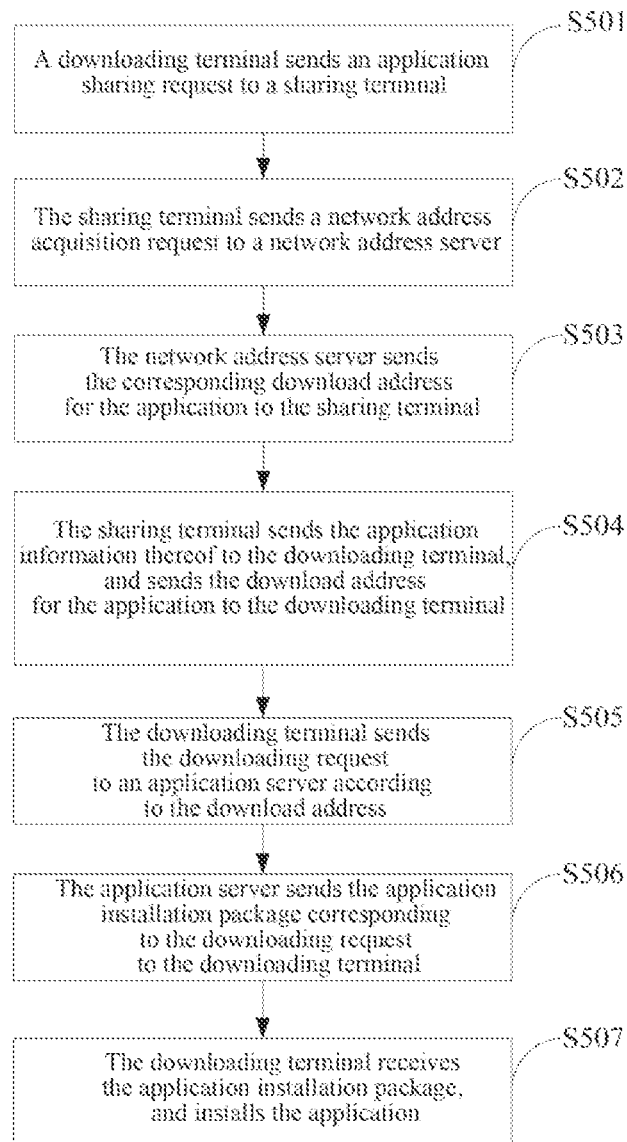 S501
A downloading terminal sends an application
sharing request to a sharing terminal
S502
The sharing terminal sends a network address
acquisition request to a network address server
S503
The network address server sends
the corresponding download address
for the application to the sharing terminal
S504
The sharing terminal sends the application
information thereof to the downloading terminal,
and sends the download address
for the application to the downloading terminal
S505
The downloading terminal sends
the downloading request
to an application server according
to the download address
S506
The application server sends the application
installation package corresponding
to the downloading request
to the downloading terminal
S507
The downloading terminal receives
the application installation package,
and installs the application